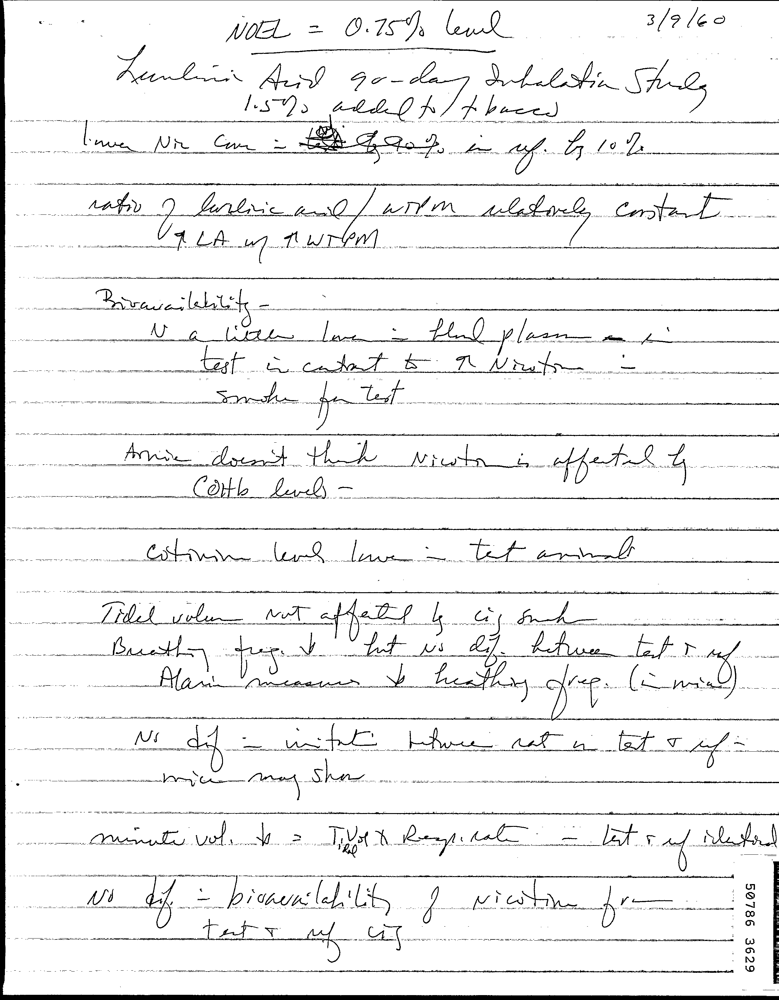 3/9/60
NOEL = 0.75% level
Levulinic Acid 90-day Inhalation Study
1.5% added to tobacco
lower Nic Conc - in ref. by 10%
ratio of levulinic acid / WTPM relatively constant
↑ LA w/ ↑ WTPM
Bioavailability -
N a little lower in blood plasma - in
test in contrast to ↑ Nicotine in
smoke for test
Arnie doesn't think Nicotine is affected by
COHb levels -
cotinine level lower in test animals
Tidal volume not affected by cig smoke
Breathing freq. ↓ but no dif. between test & ref
Alarie measures ↓ breathing freq. (in mice)
No dif in irritation between rat in test & ref -
mice may show
minute vol. ↓ = Tidal Vol X Resp. rate - test & ref identical
No dif. in bioavailability of nicotine from
test & ref cig
50786 3629